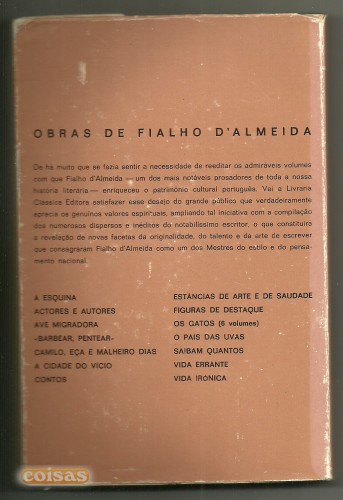 OBRAS DE FIALHO D'ALMEIDA
De há muito que se fazia sentir a necessidade de reeditar os admiráveis volumes
com que Fialho d'Almeida — um dos mais notáveis prosadores de toda a nossa
história literária — enriqueceu o património cultural português. Vai a Livraria
Clássica Editora satisfazer esse desejo do grande público que verdadeiramente
aprecia os genuínos valores espirituais, ampliando tal iniciativa com a compilação
dos numerosos dispersos e inéditos do notabilíssimo escritor, o que constituirá
a revelação de novas facetas da originalidade, do talento e da arte de escrever
que consagraram Fialho d'Almeida como um dos Mestres do estilo e do pensa-
mento nacional.
A ESQUINA
ACTORES E AUTORES
AVE MIGRADORA
«BARBEAR, PENTEAR»
CAMILO, EÇA E MALHEIRO DIAS
A CIDADE DO VÍCIO
CONTOS
ESTÂNCIAS DE ARTE E DE SAUDADE
FIGURAS DE DESTAQUE
OS GATOS (6 volumes)
O PAÍS DAS UVAS
SAIBAM QUANTOS
VIDA ERRANTE
VIDA IRÓNICA
coisas